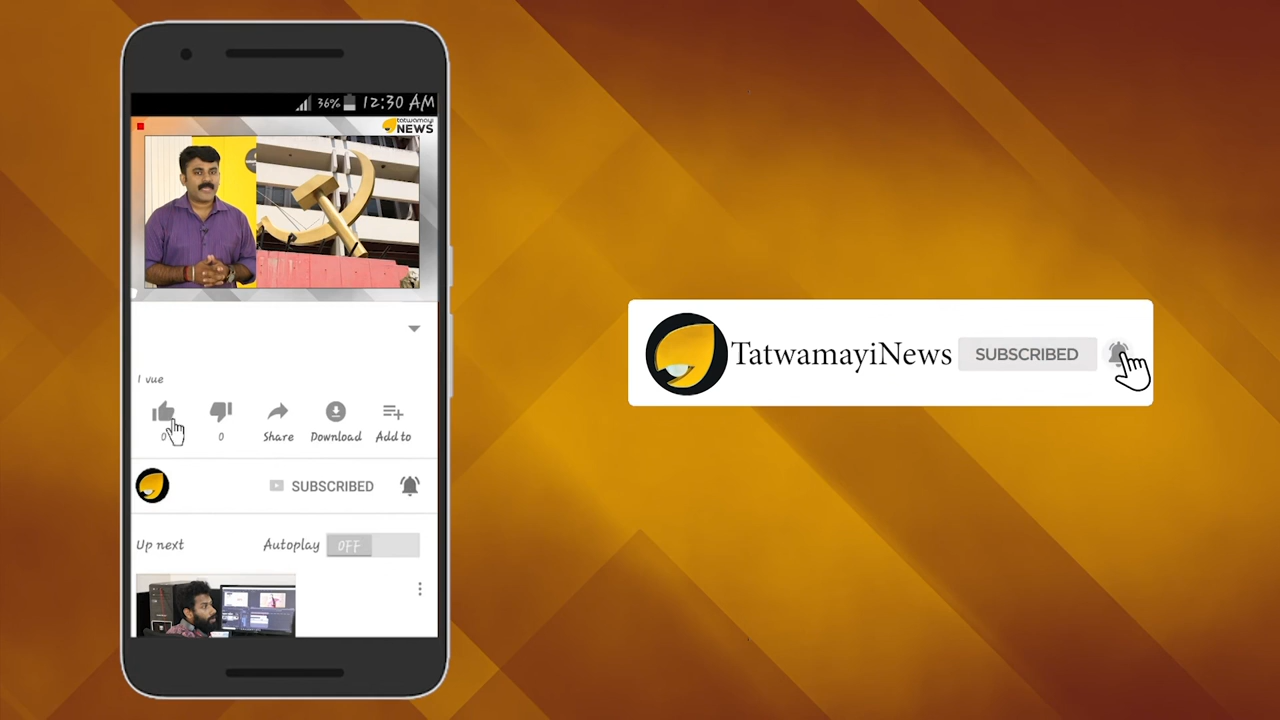 36% 12:30 AM
tatwamayi
NEWS
1 vue
0 0 Share Download Add to
SUBSCRIBED
Up next Autoplay OFF
TatwamayiNews SUBSCRIBED